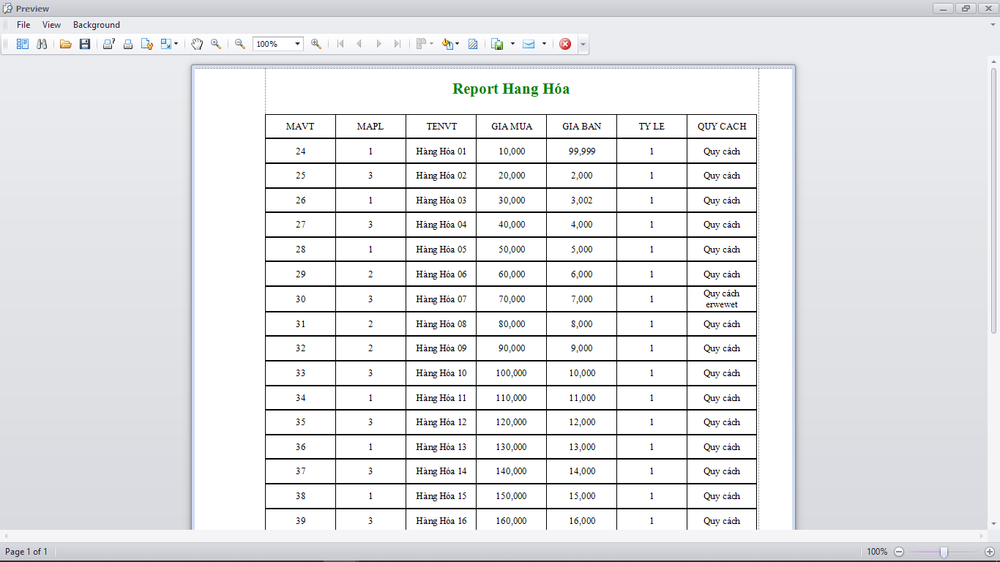 Preview
File View Background
100%
Report Hang Hóa
MAVT MAPL TENVT GIA MUA GIA BAN TY LE QUY CACH
24 1 Hàng Hóa 01 10,000 99,999 1 Quy cách
25 3 Hàng Hóa 02 20,000 2,000 1 Quy cách
26 1 Hàng Hóa 03 30,000 3,002 1 Quy cách
27 3 Hàng Hóa 04 40,000 4,000 1 Quy cách
28 1 Hàng Hóa 05 50,000 5,000 1 Quy cách
29 2 Hàng Hóa 06 60,000 6,000 1 Quy cách
30 3 Hàng Hóa 07 70,000 7,000 1 Quy cách
erwewet
31 2 Hàng Hóa 08 80,000 8,000 1 Quy cách
32 2 Hàng Hóa 09 90,000 9,000 1 Quy cách
33 3 Hàng Hóa 10 100,000 10,000 1 Quy cách
34 1 Hàng Hóa 11 110,000 11,000 1 Quy cách
35 3 Hàng Hóa 12 120,000 12,000 1 Quy cách
36 1 Hàng Hóa 13 130,000 13,000 1 Quy cách
37 3 Hàng Hóa 14 140,000 14,000 1 Quy cách
38 1 Hàng Hóa 15 150,000 15,000 1 Quy cách
39 3 Hàng Hóa 16 160,000 16,000 1 Quy cách
Page 1 of 1 100%